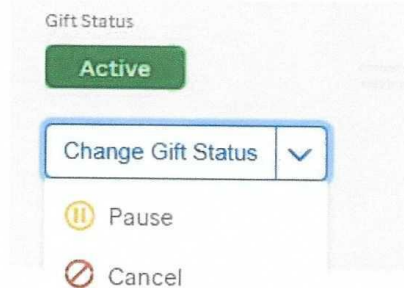 Gift Status
Active
Change Gift Status
Pause
Cancel